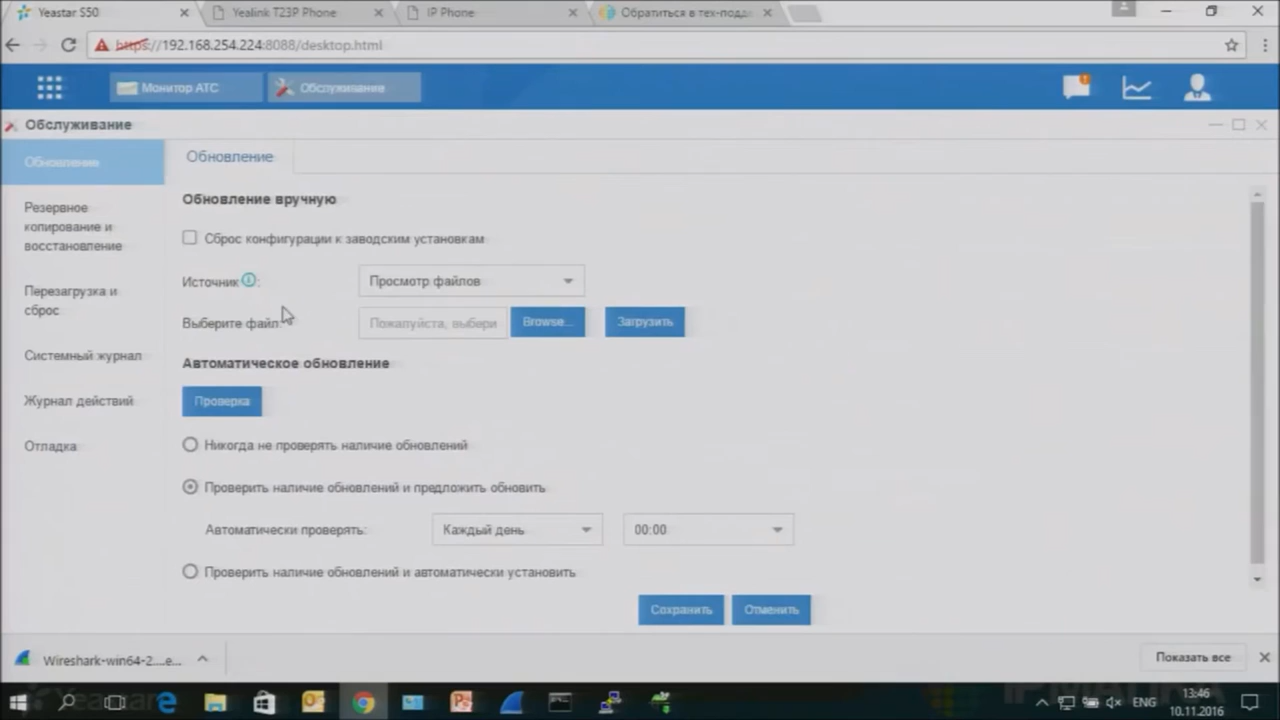 Yeastar S50
Yealink T23P Phone
IP Phone
Обратиться в тех-подд
https://192.168.254.224:8088/desktop.html
Монитор АТС
Обслуживание
Обслуживание
Обновление
Обновление
Обновление вручную
Резервное
копирование и
восстановление
Сброс конфигурации к заводским установкам
Источник:
Просмотр файлов
Перезагрузка и
сброс
Выберите файл:
Пожалуйста, выбери
Browse...
Загрузить
Системный журнал
Автоматическое обновление
Журнал действий
Проверка
Отладка
Никогда не проверять наличие обновлений
Проверить наличие обновлений и предложить обновить
Автоматически проверять:
Каждый день
00:00
Проверить наличие обновлений и автоматически установить
Сохранить
Отменить
Wireshark-win64-2....e...
Показать все
Yeastar
ENG
13:46
10.11.2016